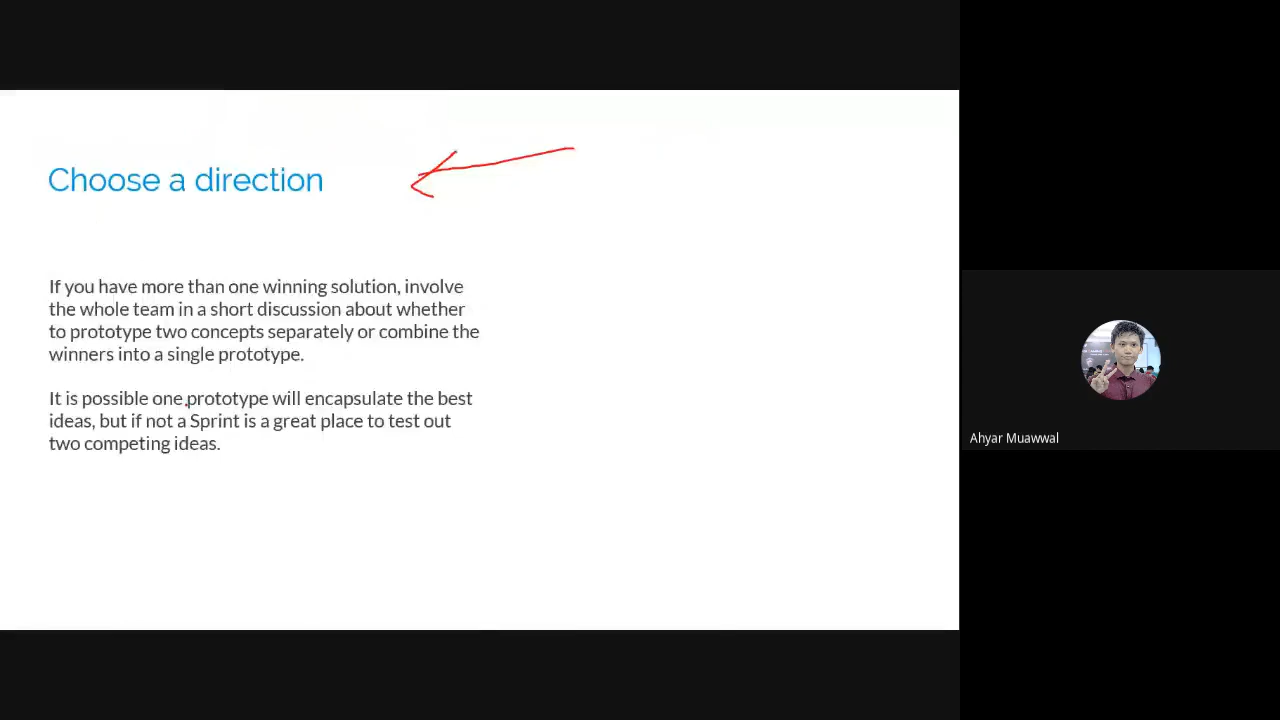 Choose a direction
If you have more than one winning solution, involve
the whole team in a short discussion about whether
to prototype two concepts separately or combine the
winners into a single prototype.
It is possible one prototype will encapsulate the best
ideas, but if not a Sprint is a great place to test out
two competing ideas.
Ahyar Muawwal